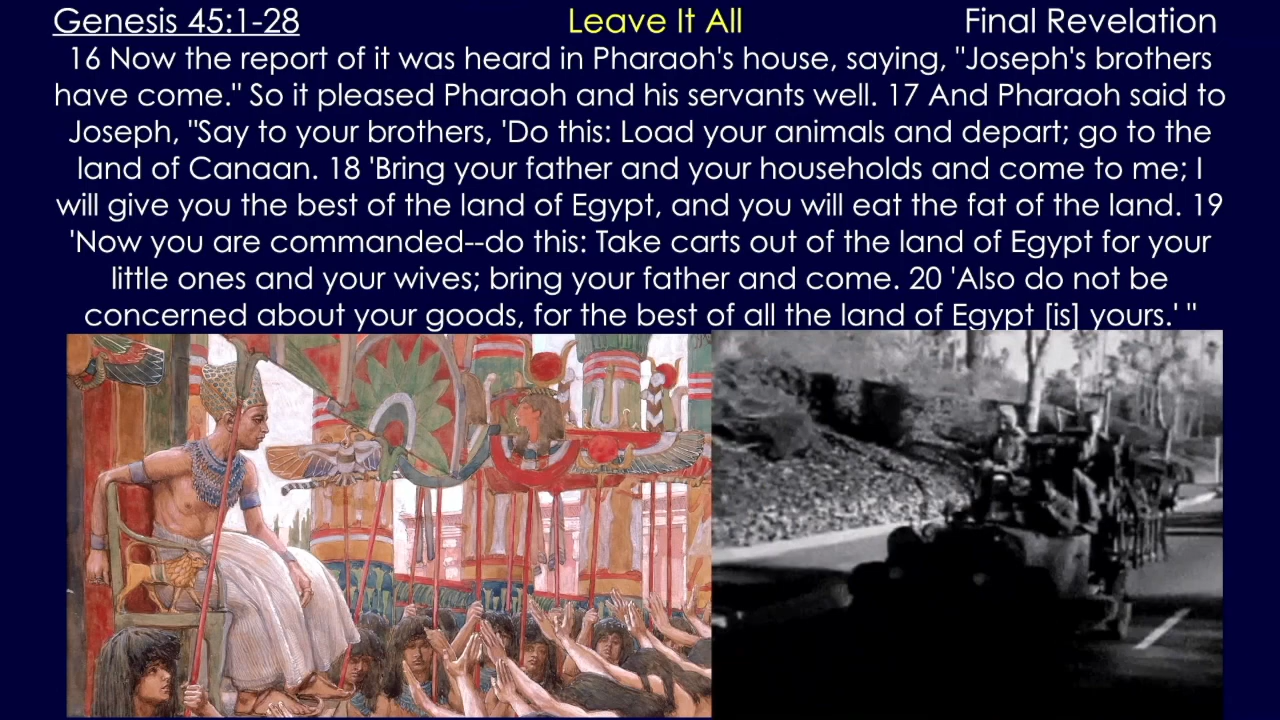 Genesis 45:1-28 Leave It All Final Revelation
16 Now the report of it was heard in Pharaoh's house, saying, "Joseph's brothers
have come." So it pleased Pharaoh and his servants well. 17 And Pharaoh said to
Joseph, "Say to your brothers, 'Do this: Load your animals and depart; go to the
land of Canaan. 18 'Bring your father and your households and come to me; I
will give you the best of the land of Egypt, and you will eat the fat of the land. 19
'Now you are commanded--do this: Take carts out of the land of Egypt for your
little ones and your wives; bring your father and come. 20 'Also do not be
concerned about your goods, for the best of all the land of Egypt [is] yours.' "